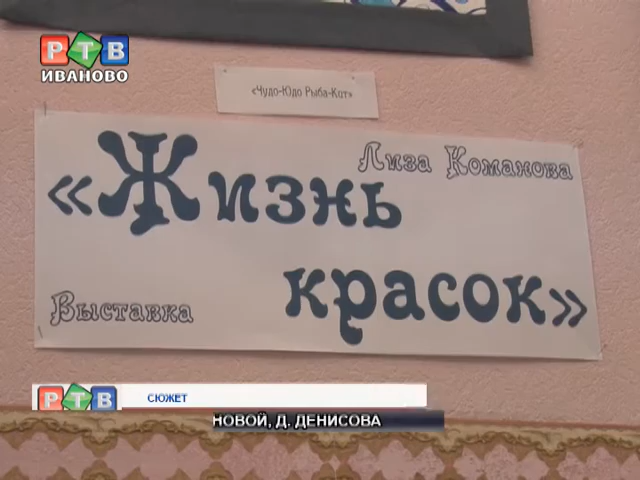 РТВ
ИВАНОВО
«Чудо-Юдо Рыба-Кот»
Лиза Команова
«Жизнь
красок»
Выставка
РТВ
СЮЖЕТ
НОВОЙ, Д. ДЕНИСОВА